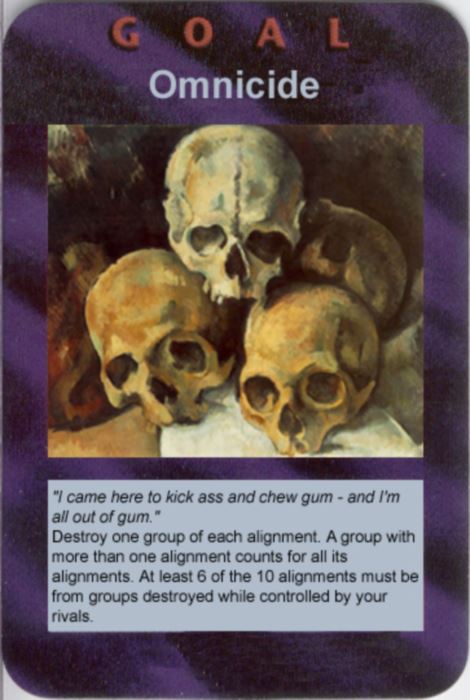 GOAL
Omnicide
"I came here to kick ass and chew gum - and I'm
all out of gum."
Destroy one group of each alignment. A group with
more than one alignment counts for all its
alignments. At least 6 of the 10 alignments must be
from groups destroyed while controlled by your
rivals.